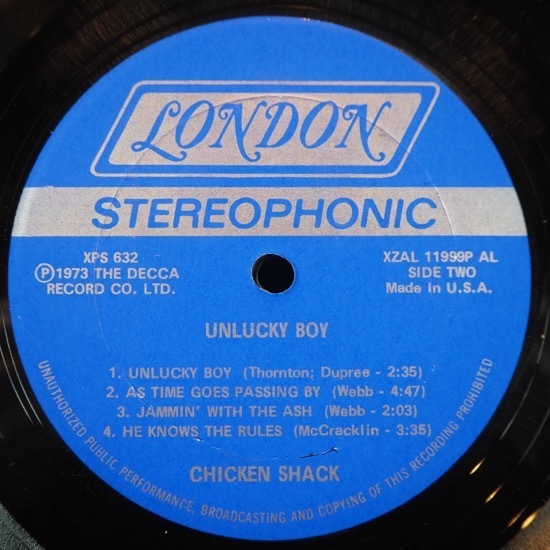 LONDON
STEREOPHONIC
XPS 632
Ⓟ1973 THE DECCA
RECORD CO. LTD.
XZAL 11999P AL
SIDE TWO
Made in U.S.A.
UNLUCKY BOY
1. UNLUCKY BOY (Thornton; Dupree - 2:35)
2. AS TIME GOES PASSING BY (Webb - 4:47)
3. JAMMIN' WITH THE ASH (Webb - 2:03)
4. HE KNOWS THE RULES (McCracklin - 3:35)
CHICKEN SHACK
UNAUTHORIZED PUBLIC PERFORMANCE, BROADCASTING AND COPYING OF THIS RECORDING PROHIBITED